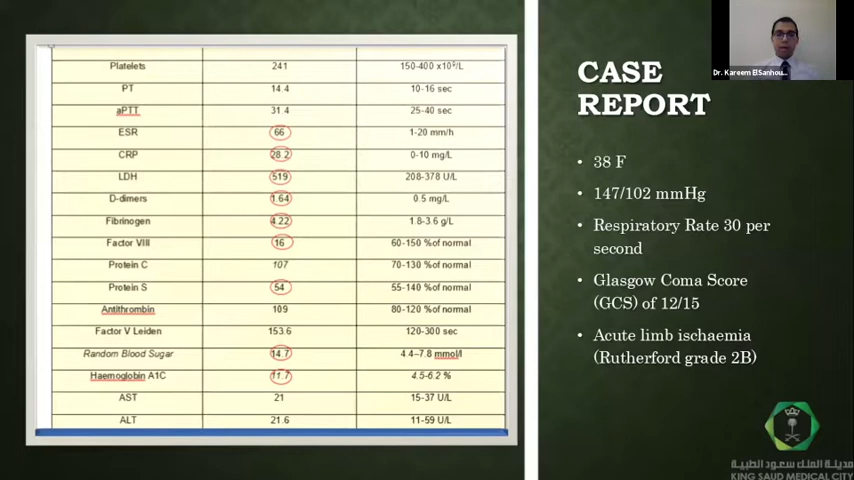 Platelets 241 150-400 x10⁵/L
PT 14.4 10-16 sec
aPTT 31.4 25-40 sec
ESR 66 1-20 mm/h
CRP 28.2 0-10 mg/L
LDH 519 208-378 U/L
D-dimers 1.64 0.5 mg/L
Fibrinogen 4.22 1.8-3.6 g/L
Factor VIII 16 60-150 %of normal
Protein C 107 70-130 %of normal
Protein S 54 55-140 %of normal
Antithrombin 109 80-120 %of normal
Factor V Leiden 153.6 120-300 sec
Random Blood Sugar 14.7 4.4–7.8 mmol/l
Haemoglobin A1C 11.7 4.5-6.2 %
AST 21 15-37 U/L
ALT 21.6 11-59 U/L
CASE
REPORT
• 38 F
• 147/102 mmHg
• Respiratory Rate 30 per
second
• Glasgow Coma Score
(GCS) of 12/15
• Acute limb ischaemia
(Rutherford grade 2B)
Dr. Kareem ElSanhou...
مدينة الملك سعود الطبية
KING SAUD MEDICAL CITY